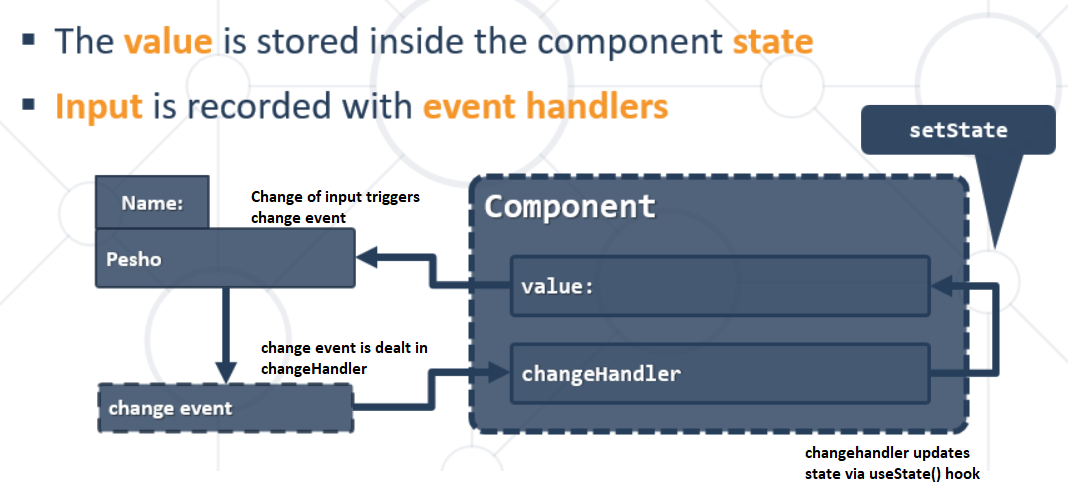 ▪ The value is stored inside the component state
▪ Input is recorded with event handlers
setState
Name:
Change of input triggers
change event
Component
Pesho
value:
change event is dealt in
changeHandler
changeHandler
change event
changehandler updates
state via useState() hook